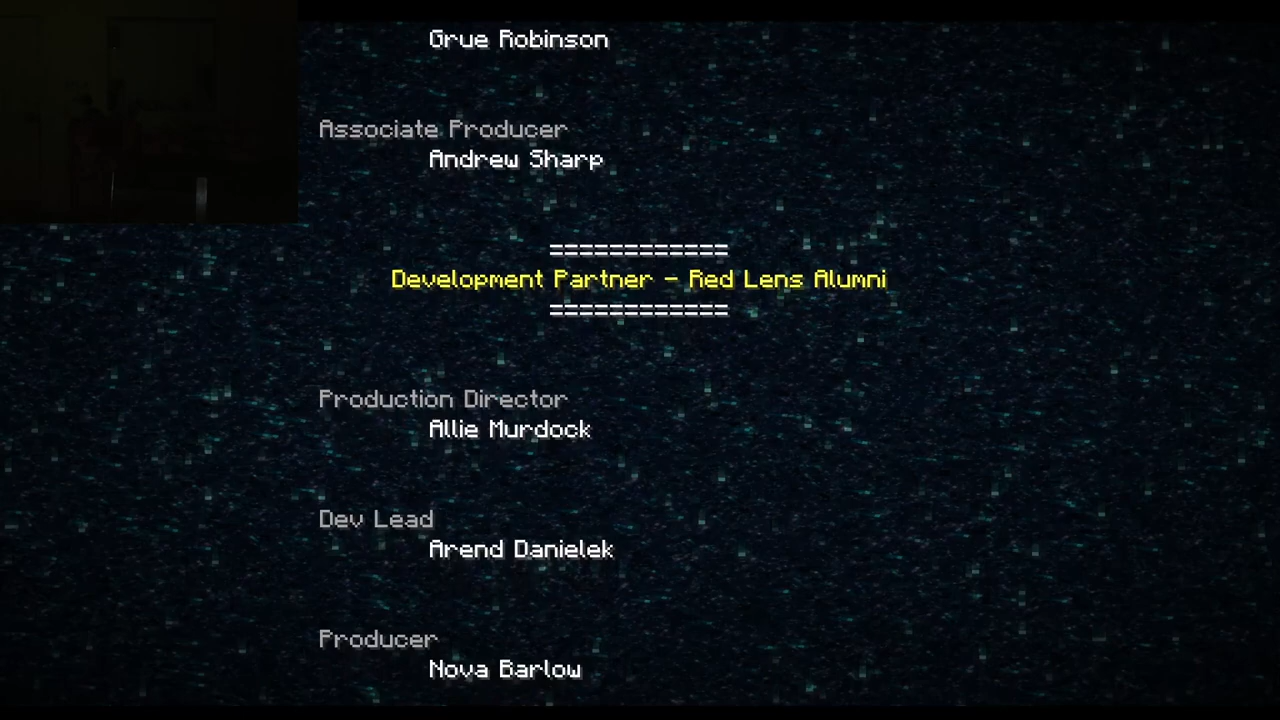 Grue Robinson
Associate Producer
Andrew Sharp
============
Development Partner - Red Lens Alumni
============
Production Director
Allie Murdock
Dev Lead
Arend Danielek
Producer
Nova Barlow